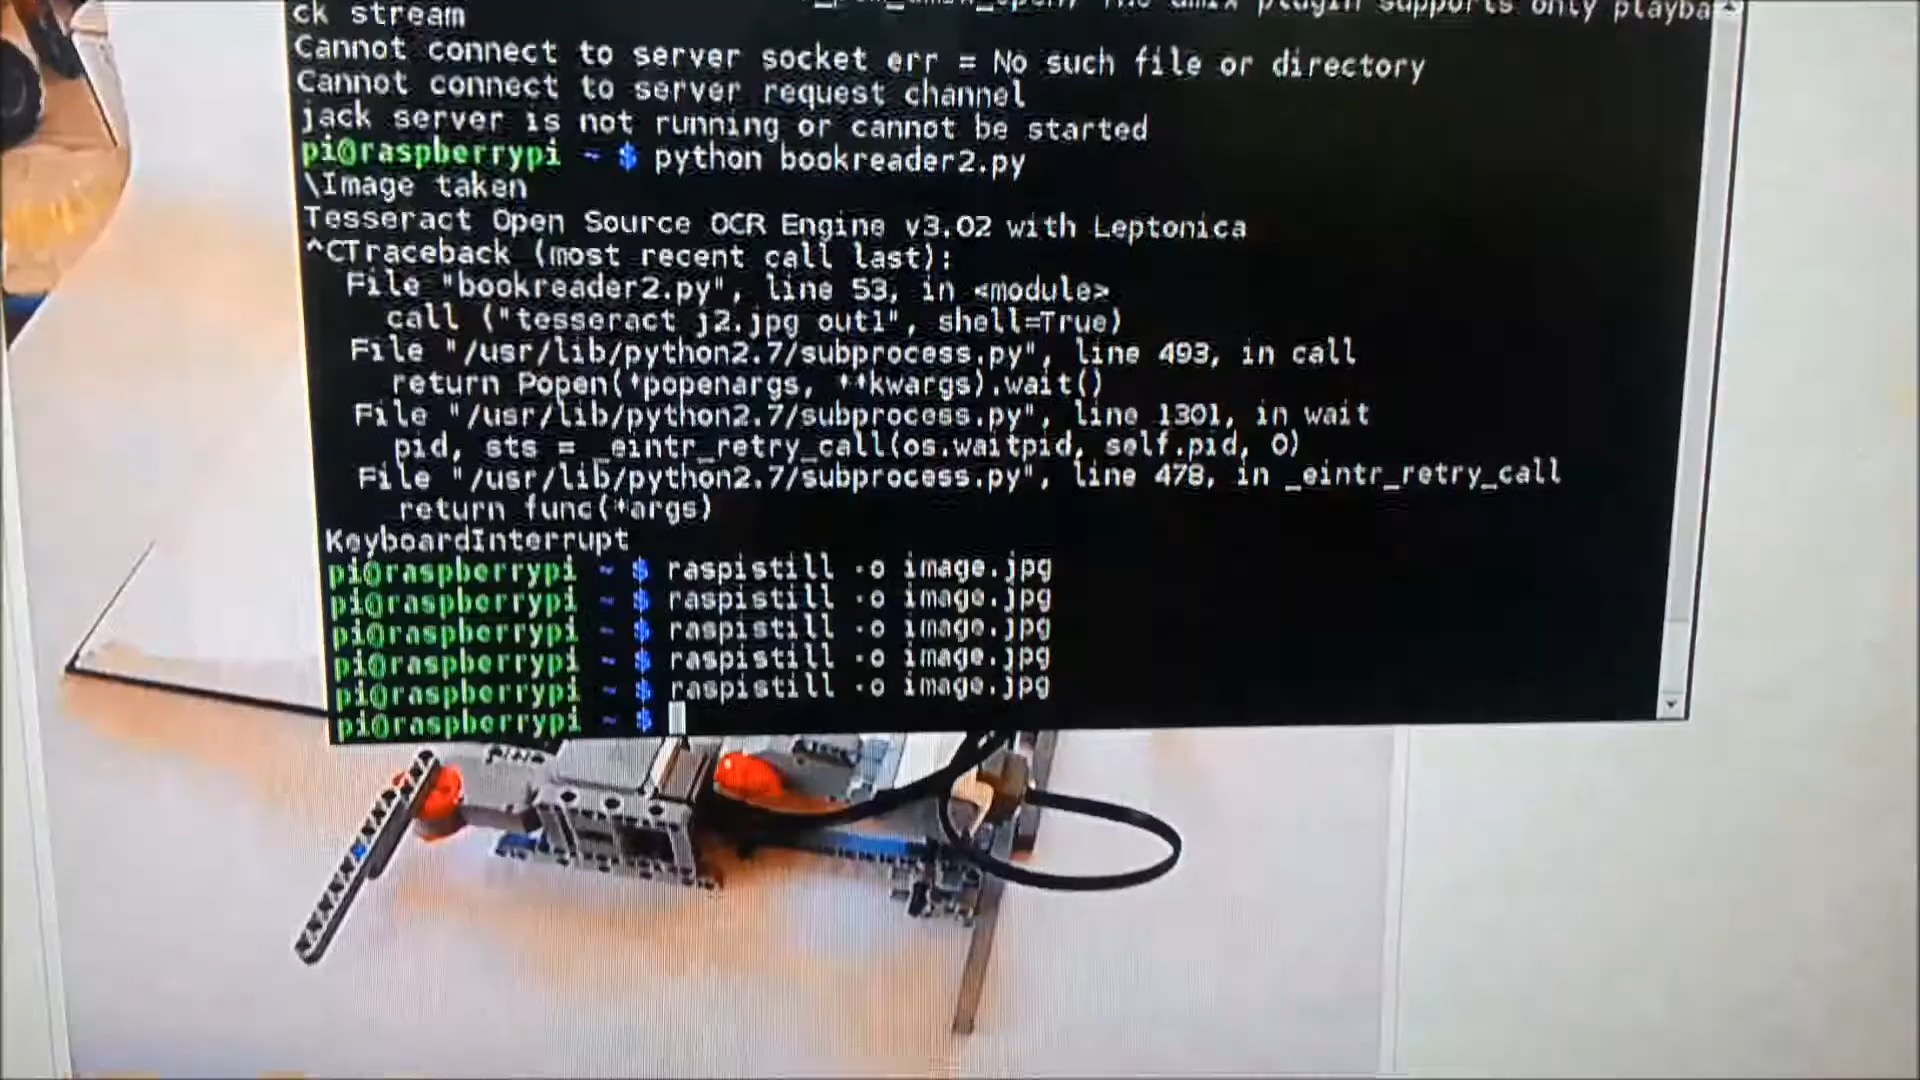 plugin supports only playba
ck stream
Cannot connect to server socket err = No such file or directory
Cannot connect to server request channel
jack server is not running or cannot be started
pi@raspberrypi ~ $ python bookreader2.py
\Image taken
Tesseract Open Source OCR Engine v3.02 with Leptonica
^CTraceback (most recent call last):
  File "bookreader2.py", line 53, in <module>
    call ("tesseract j2.jpg out1", shell=True)
  File "/usr/lib/python2.7/subprocess.py", line 493, in call
    return Popen(*popenargs, **kwargs).wait()
  File "/usr/lib/python2.7/subprocess.py", line 1301, in wait
    pid, sts = _eintr_retry_call(os.waitpid, self.pid, 0)
  File "/usr/lib/python2.7/subprocess.py", line 478, in _eintr_retry_call
    return func(*args)
KeyboardInterrupt
pi@raspberrypi ~ $ raspistill -o image.jpg
pi@raspberrypi ~ $ raspistill -o image.jpg
pi@raspberrypi ~ $ raspistill -o image.jpg
pi@raspberrypi ~ $ raspistill -o image.jpg
pi@raspberrypi ~ $ raspistill -o image.jpg
pi@raspberrypi ~ $